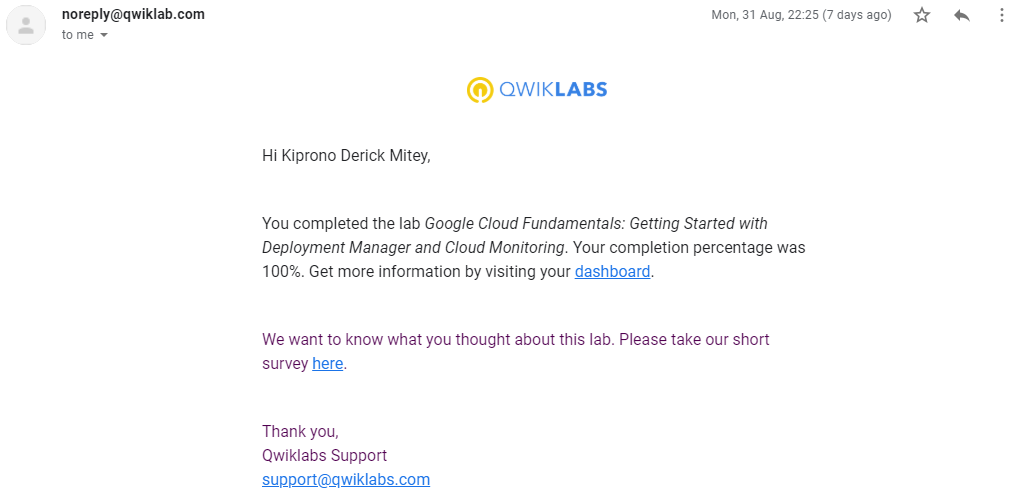 noreply@qwiklab.com
Mon, 31 Aug, 22:25 (7 days ago)
to me
QWIKLABS
Hi Kiprono Derick Mitey,
You completed the lab Google Cloud Fundamentals: Getting Started with
Deployment Manager and Cloud Monitoring. Your completion percentage was
100%. Get more information by visiting your dashboard.
We want to know what you thought about this lab. Please take our short
survey here.
Thank you,
Qwiklabs Support
support@qwiklabs.com